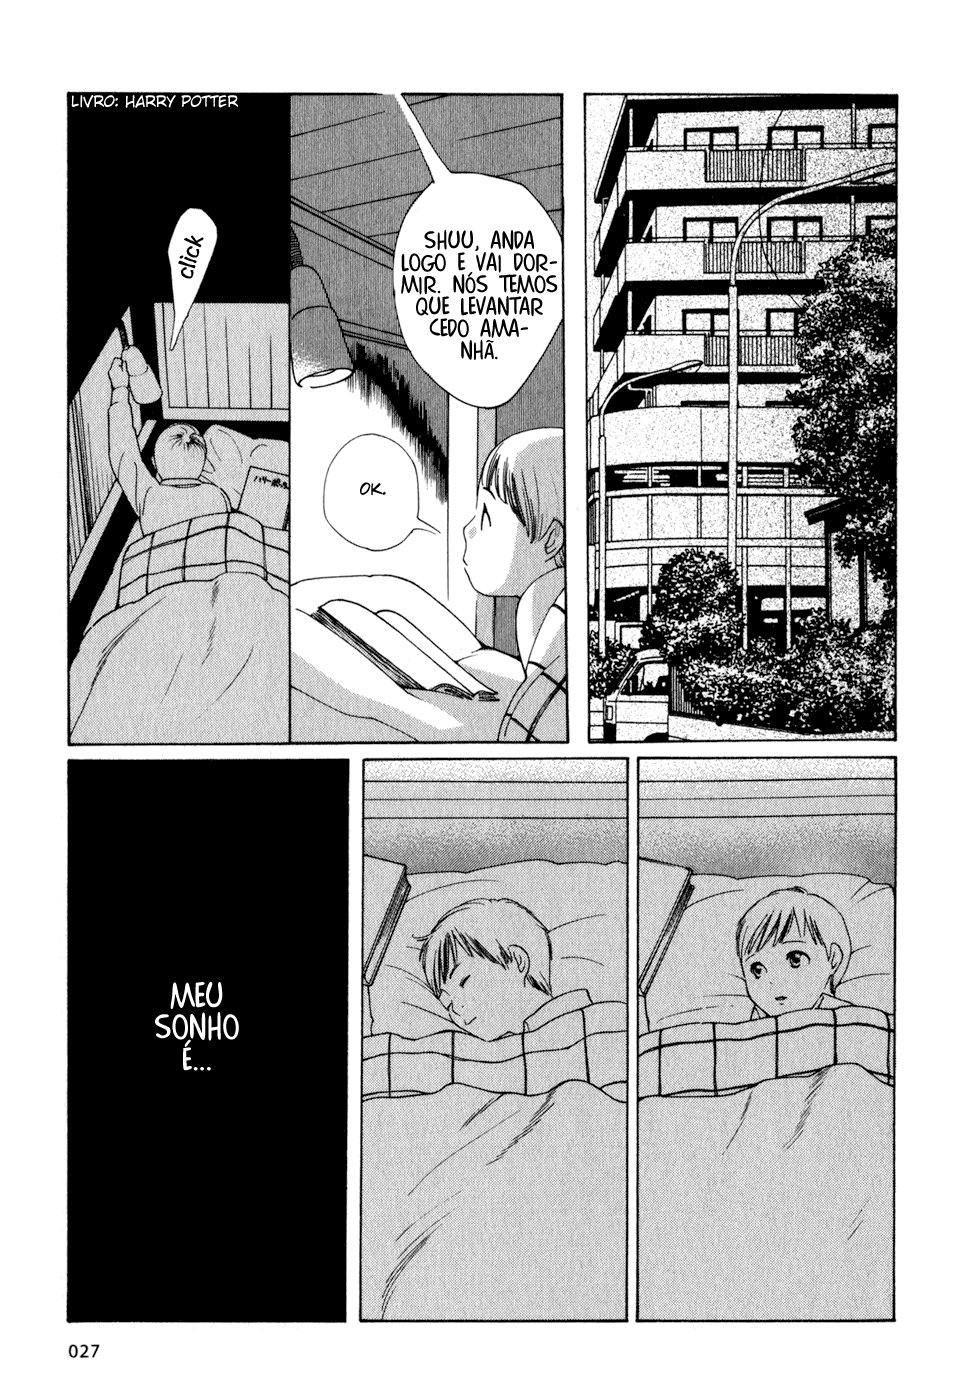 SHUU, ANDA
LOGO E VAI DOR-
MIR. NÓS TEMOS
QUE LEVANTAR
CEDO AMA-
NHÃ.
OK.
LIVRO: HARRY POTTER
click
MEU
SONHO
É...
027